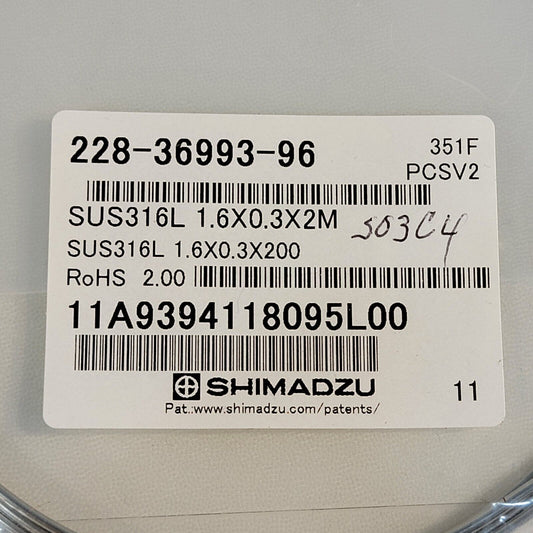 228-36993-96
351F
PCSV2
SUS316L 1.6X0.3X2M
S03C4
SUS316L 1.6X0.3X200
RoHS 2.00
11A9394118095L00
SHIMADZU
11
Pat.:www.shimadzu.com/patents/